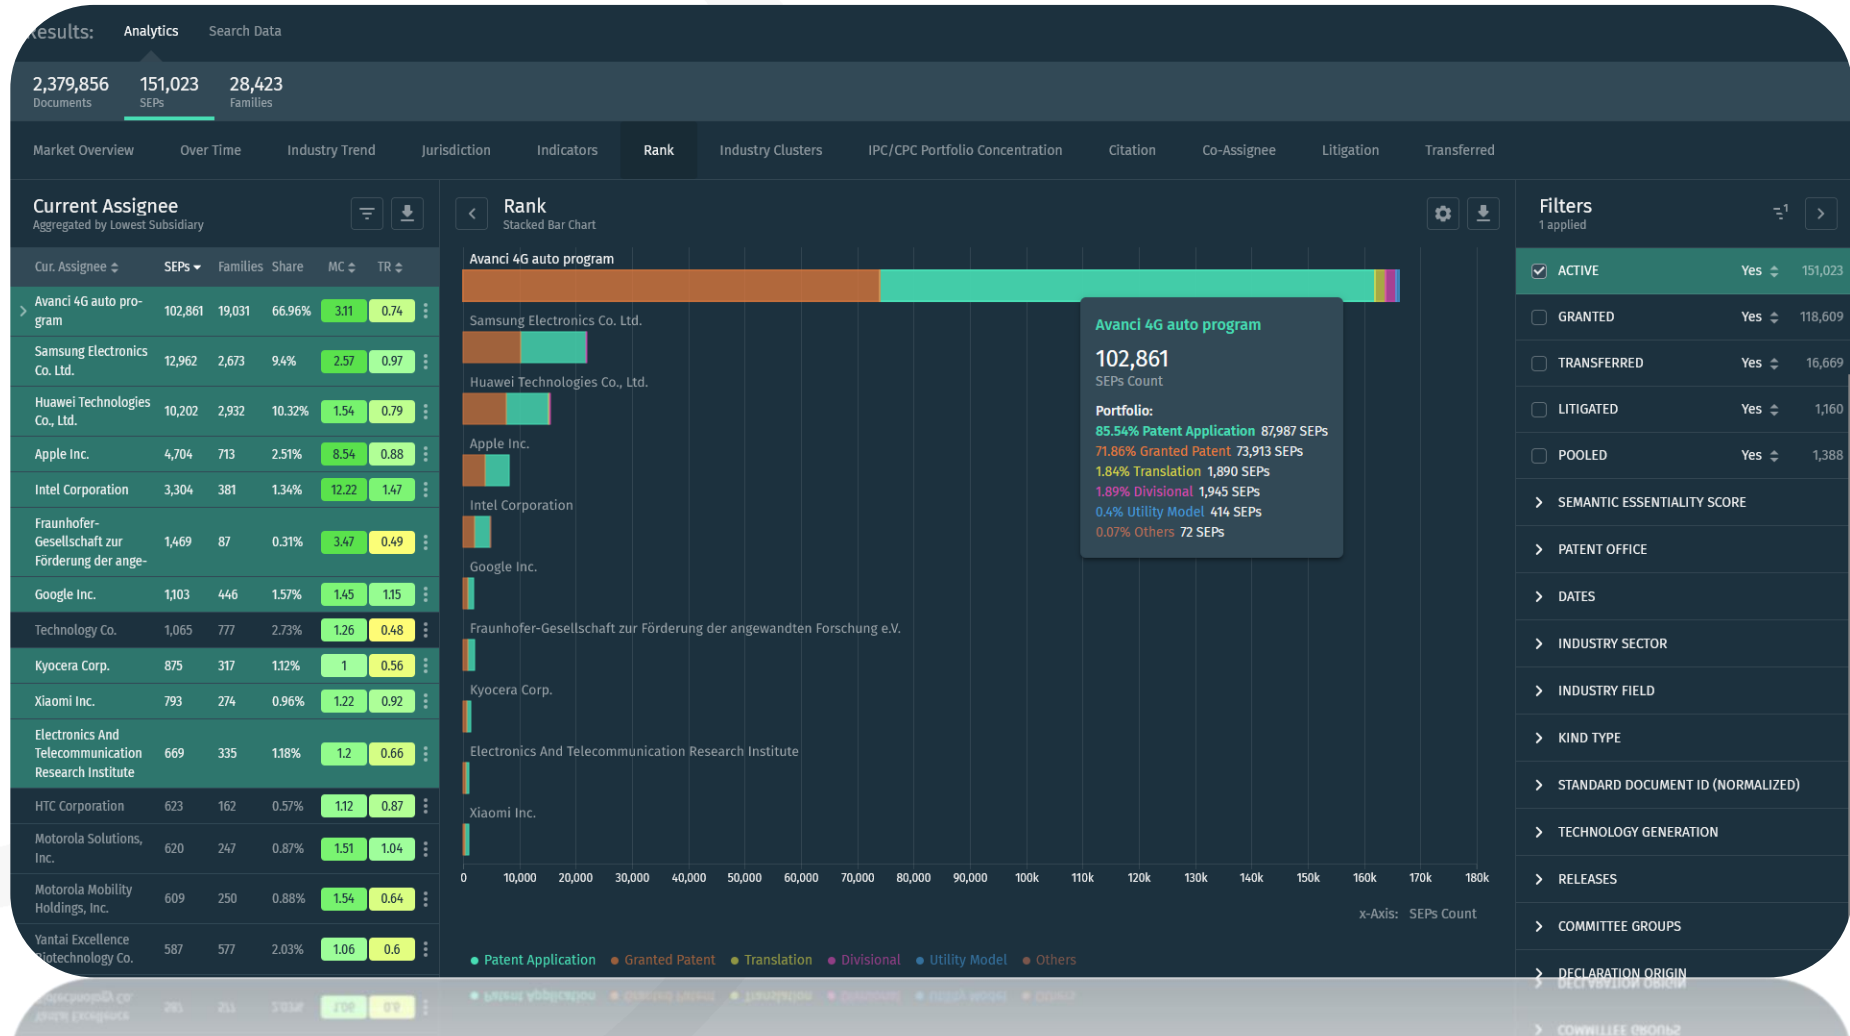 Results:
Analytics
Search Data
2,379,856
Documents
151,023
SEPs
28,423
Families
Market Overview
Over Time
Industry Trend
Jurisdiction
Indicators
Rank
Industry Clusters
IPC/CPC Portfolio Concentration
Citation
Co-Assignee
Litigation
Transferred
Current Assignee
Aggregated by Lowest Subsidiary
Cur. Assignee SEPs Families Share MC TR
Avanci 4G auto pro-
gram
102,861 19,031 66.96% 3.11 0.74
Samsung Electronics
Co. Ltd.
12,962 2,673 9.4% 2.57 0.97
Huawei Technologies
Co., Ltd.
10,202 2,932 10.32% 1.54 0.79
Apple Inc. 4,704 713 2.51% 8.54 0.88
Intel Corporation 3,304 381 1.34% 12.22 1.47
Fraunhofer-
Gesellschaft zur
Förderung der ange-
1,469 87 0.31% 3.47 0.49
Google Inc. 1,103 446 1.57% 1.45 1.15
Technology Co. 1,065 777 2.73% 1.26 0.48
Kyocera Corp. 875 317 1.12% 1 0.56
Xiaomi Inc. 793 274 0.96% 1.22 0.92
Electronics And
Telecommunication
Research Institute
669 335 1.18% 1.2 0.66
HTC Corporation 623 162 0.57% 1.12 0.87
Motorola Solutions,
Inc.
620 247 0.87% 1.51 1.04
Motorola Mobility
Holdings, Inc.
609 250 0.88% 1.54 0.64
Yantai Excellence
Biotechnology Co.
587 577 2.03% 1.06 0.6
Rank
Stacked Bar Chart
Avanci 4G auto program
Samsung Electronics Co. Ltd.
Huawei Technologies Co., Ltd.
Apple Inc.
Intel Corporation
Google Inc.
Fraunhofer-Gesellschaft zur Förderung der angewandten Forschung e.V.
Kyocera Corp.
Electronics And Telecommunication Research Institute
Xiaomi Inc.
Avanci 4G auto program
102,861
SEPs Count
Portfolio:
85.54% Patent Application 87,987 SEPs
71.86% Granted Patent 73,913 SEPs
1.84% Translation 1,890 SEPs
1.89% Divisional 1,945 SEPs
0.4% Utility Model 414 SEPs
0.07% Others 72 SEPs
0 10,000 20,000 30,000 40,000 50,000 60,000 70,000 80,000 90,000 100k 110k 120k 130k 140k 150k 160k 170k 180k
x-Axis: SEPs Count
Patent Application Granted Patent Translation Divisional Utility Model Others
Filters
1 applied
1
ACTIVE Yes 151,023
GRANTED Yes 118,609
TRANSFERRED Yes 16,669
LITIGATED Yes 1,160
POOLED Yes 1,388
SEMANTIC ESSENTIALITY SCORE
PATENT OFFICE
DATES
INDUSTRY SECTOR
INDUSTRY FIELD
KIND TYPE
STANDARD DOCUMENT ID (NORMALIZED)
TECHNOLOGY GENERATION
RELEASES
COMMITTEE GROUPS
DECLARATION ORIGIN